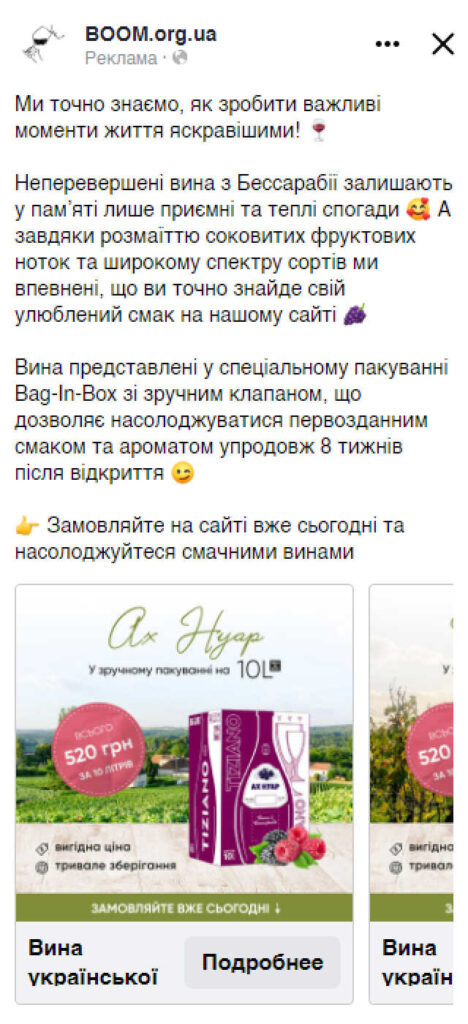 BOOM.org.ua
Реклама ·
Ми точно знаємо, як зробити важливі
моменти життя яскравішими! 🍷
Неперевершені вина з Бессарабії залишають
у пам'яті лише приємні та теплі спогади 🥰 А
завдяки розмаїттю соковитих фруктових
ноток та широкому спектру сортів ми
впевнені, що ви точно знайде свій
улюблений смак на нашому сайті 🍇
Вина представлені у спеціальному пакуванні
Bag-In-Box зі зручним клапаном, що
дозволяє насолоджуватися первозданним
смаком та ароматом упродовж 8 тижнів
після відкриття 😉
👉 Замовляйте на сайті вже сьогодні та
насолоджуйтеся смачними винами
Ах Нуар
У зручному пакуванні на 10L
ВСЬОГО
520 грн
ЗА 10 ЛІТРІВ
TIZIANO
TIZIANO
АХ НУАР
10L
вигідна ціна
тривале зберігання
ЗАМОВЛЯЙТЕ ВЖЕ СЬОГОДНІ ↓
Вина
української
Подробнее
У
ВСЬО
520
ЗА 1
вигідна
тривал
З
Вина
україн